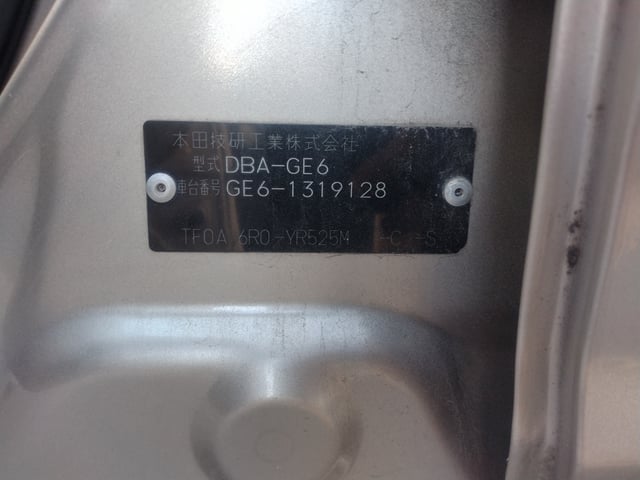 本田技研工業株式会社
型式 DBA-GE6
車台番号 GE6-1319128
TF0A 6R0-YR525M -C -S